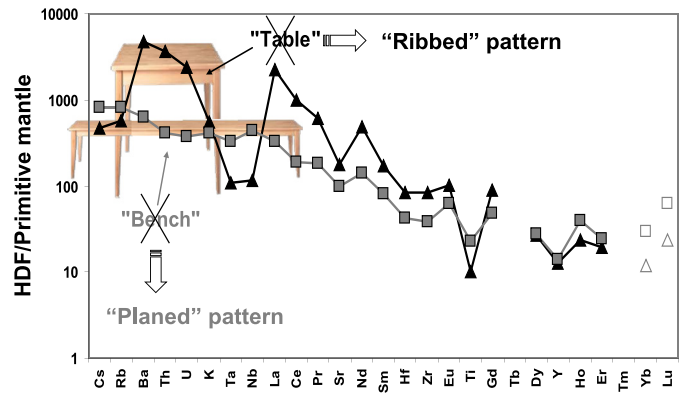 10000
1000
100
10
1
HDF/Primitive mantle
"Table"
“Ribbed” pattern
"Bench"
“Planed” pattern
Cs Rb Ba Th U K Ta Nb La Ce Pr Sr Nd Sm Hf Zr Eu Ti Gd Tb Dy Y Ho Er Tm Yb Lu